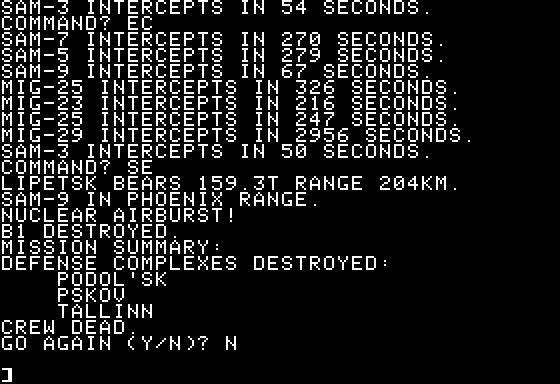 SAM-3 INTERCEPTS IN 54 SECONDS.
COMMAND? EC
SAM-7 INTERCEPTS IN 270 SECONDS.
SAM-5 INTERCEPTS IN 279 SECONDS.
SAM-9 INTERCEPTS IN 67 SECONDS.
MIG-25 INTERCEPTS IN 326 SECONDS.
MIG-23 INTERCEPTS IN 216 SECONDS.
MIG-25 INTERCEPTS IN 247 SECONDS.
MIG-29 INTERCEPTS IN 2956 SECONDS.
SAM-3 INTERCEPTS IN 50 SECONDS.
COMMAND? SE
LIPETSK BEARS 159.3T RANGE 204KM.
SAM-9 IN PHOENIX RANGE.
NUCLEAR AIRBURST!
B1 DESTROYED.
MISSION SUMMARY:
DEFENSE COMPLEXES DESTROYED:
PODOL'SK
PSKOV
TALLINN
CREW DEAD.
GO AGAIN (Y/N)? N
]